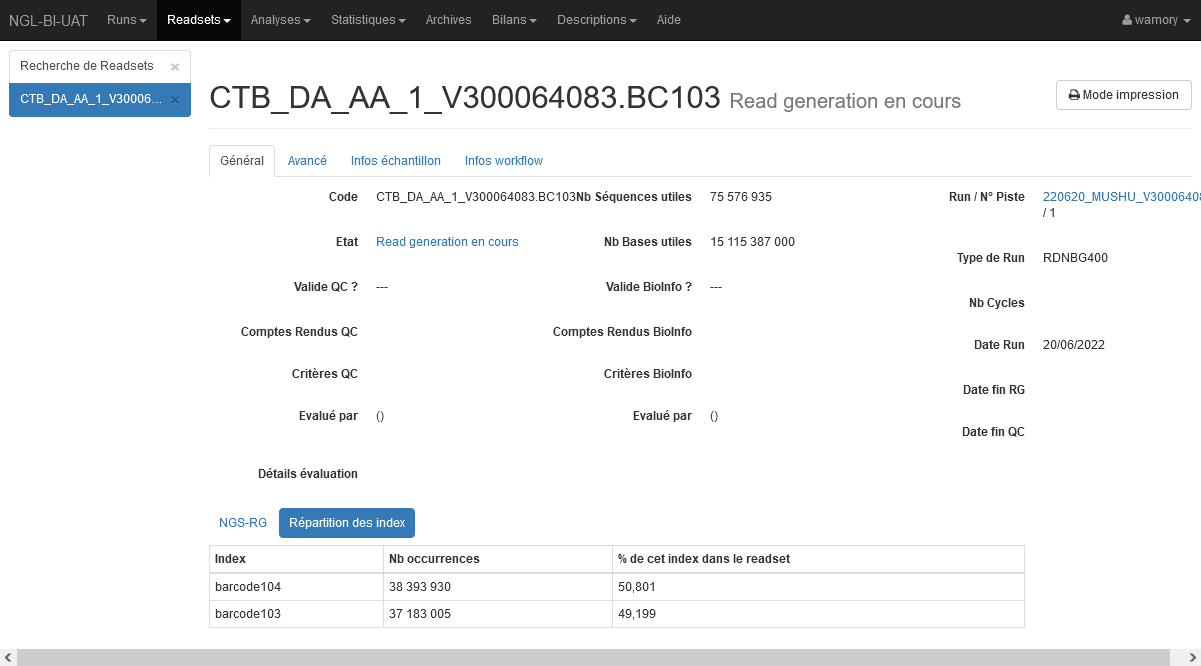 NGL-BI-UAT Runs Readsets Analyses Statistiques Archives Bilans Descriptions Aide wamory
Recherche de Readsets ×
CTB_DA_AA_1_V30006... ×
CTB_DA_AA_1_V300064083.BC103 Read generation en cours
Mode impression
Général Avancé Infos échantillon Infos workflow
Code CTB_DA_AA_1_V300064083.BC103 Nb Séquences utiles 75 576 935 Run / N° Piste 220620_MUSHU_V30006408
/ 1
Etat Read generation en cours Nb Bases utiles 15 115 387 000
Type de Run RDNBG400
Valide QC ? --- Valide BioInfo ? ---
Nb Cycles
Comptes Rendus QC Comptes Rendus BioInfo
Date Run 20/06/2022
Critères QC Critères BioInfo
Date fin RG
Evalué par () Evalué par ()
Date fin QC
Détails évaluation
NGS-RG Répartition des index
Index Nb occurrences % de cet index dans le readset
barcode104 38 393 930 50,801
barcode103 37 183 005 49,199